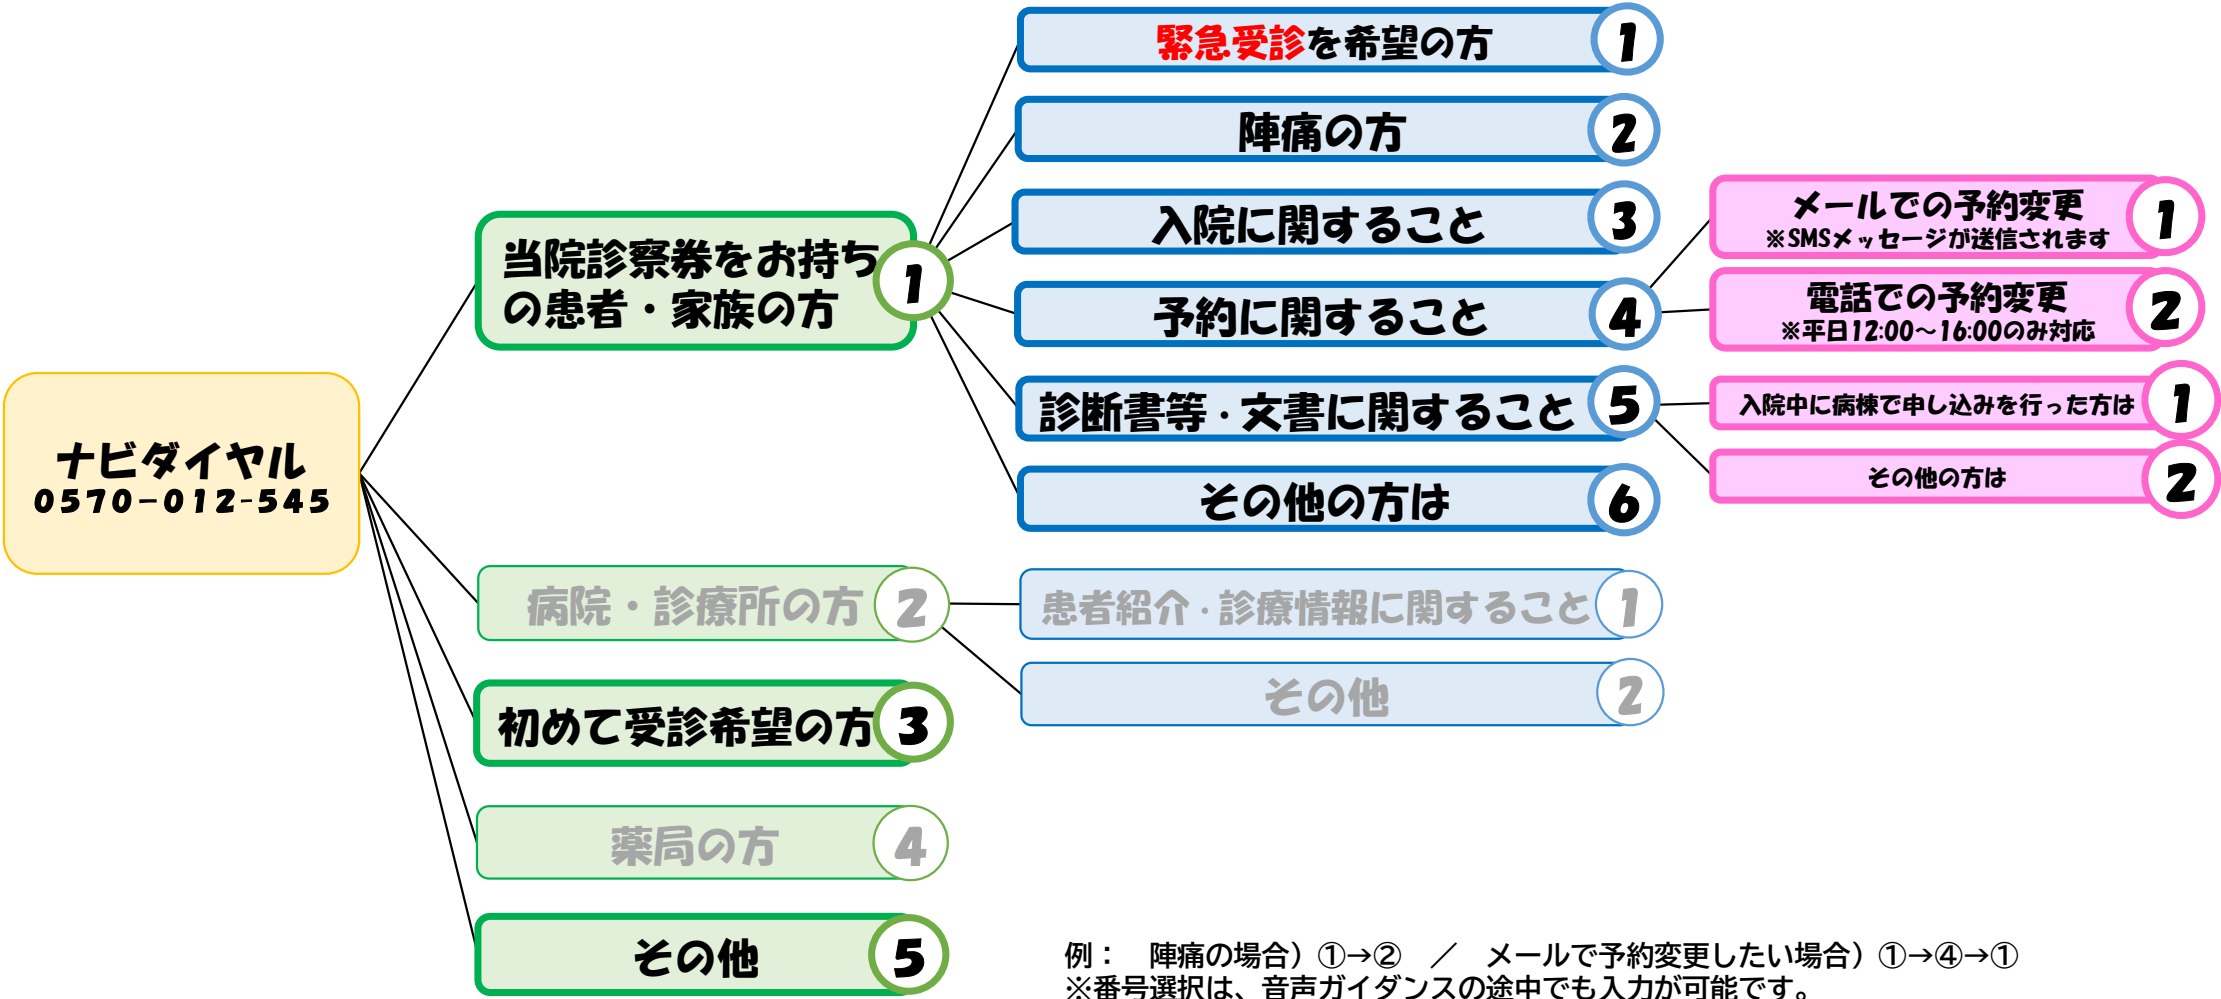 ナビダイヤル
0570-012-545
当院診察券をお持ち
の患者・家族の方
1
緊急受診を希望の方
1
陣痛の方
2
入院に関すること
3
予約に関すること
4
メールでの予約変更
※SMSメッセージが送信されます
1
電話での予約変更
※平日12:00～16:00のみ対応
2
診断書等・文書に関すること
5
入院中に病棟で申し込みを行った方は
1
その他の方は
2
その他の方は
6
病院・診療所の方
2
患者紹介・診療情報に関すること
1
その他
2
初めて受診希望の方
3
薬局の方
4
その他
5
例：　陣痛の場合）①→②　／　メールで予約変更したい場合）①→④→①
※番号選択は、音声ガイダンスの途中でも入力が可能です。